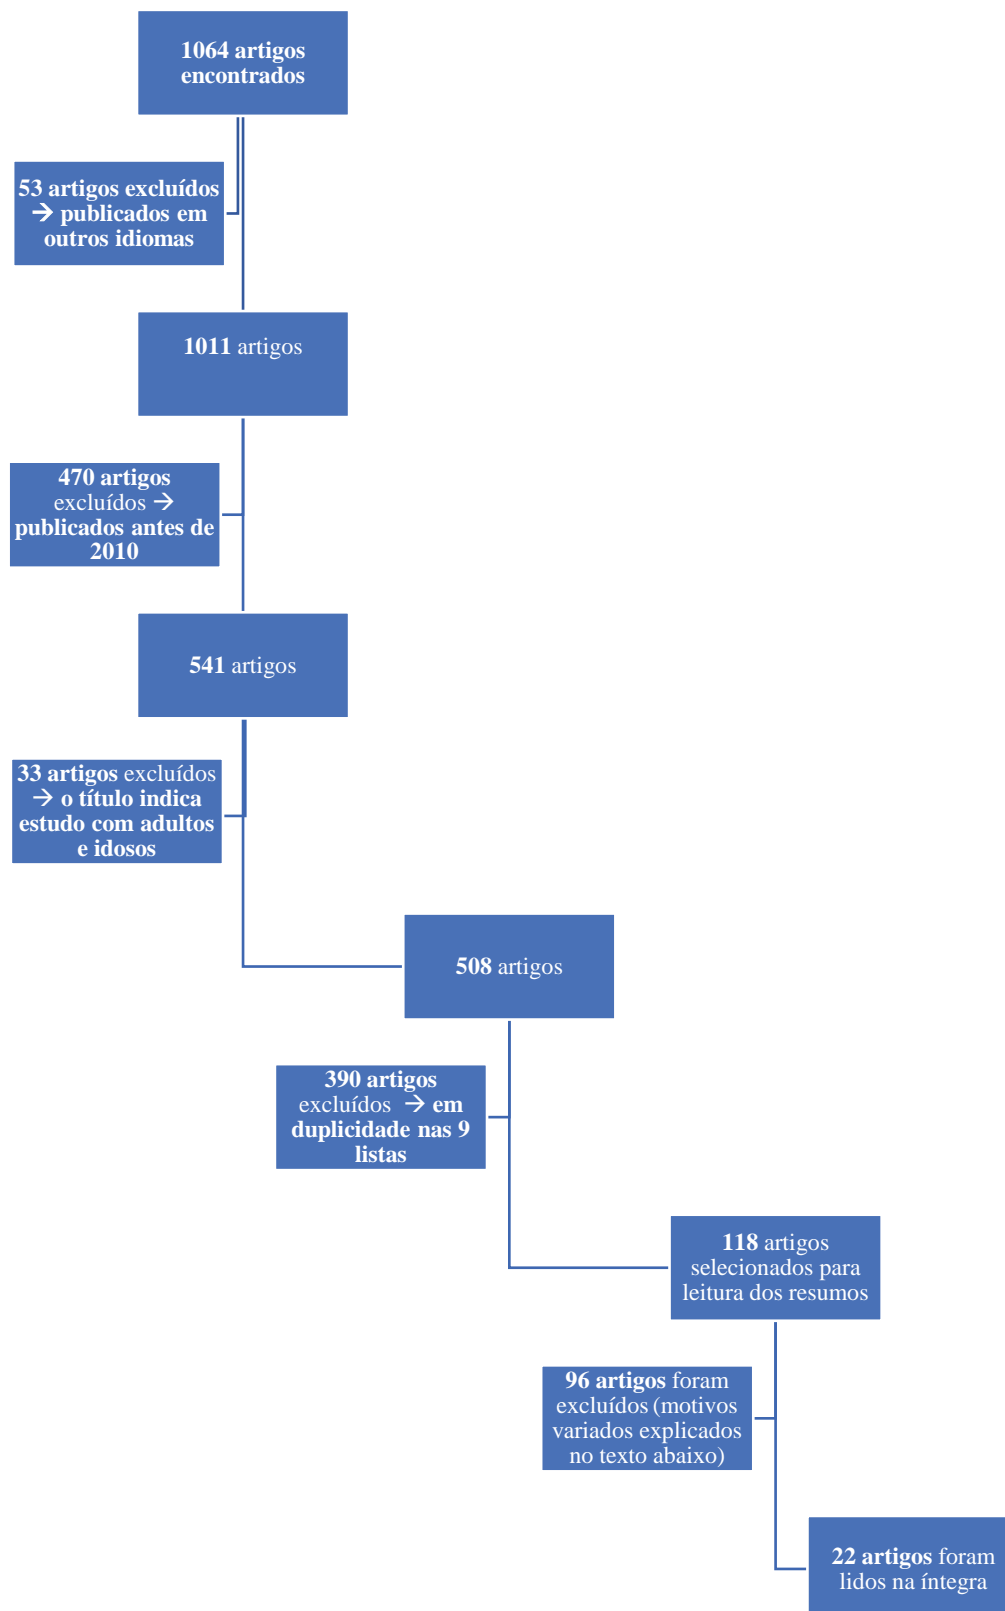 1064 artigos
encontrados
53 artigos excluídos
→ publicados em
outros idiomas
1011 artigos
470 artigos
excluídos →
publicados antes de
2010
541 artigos
33 artigos excluídos
→ o título indica
estudo com adultos
e idosos
508 artigos
390 artigos
excluídos → em
duplicidade nas 9
listas
118 artigos
selecionados para
leitura dos resumos
96 artigos foram
excluídos (motivos
variados explicados
no texto abaixo)
22 artigos foram
lidos na íntegra